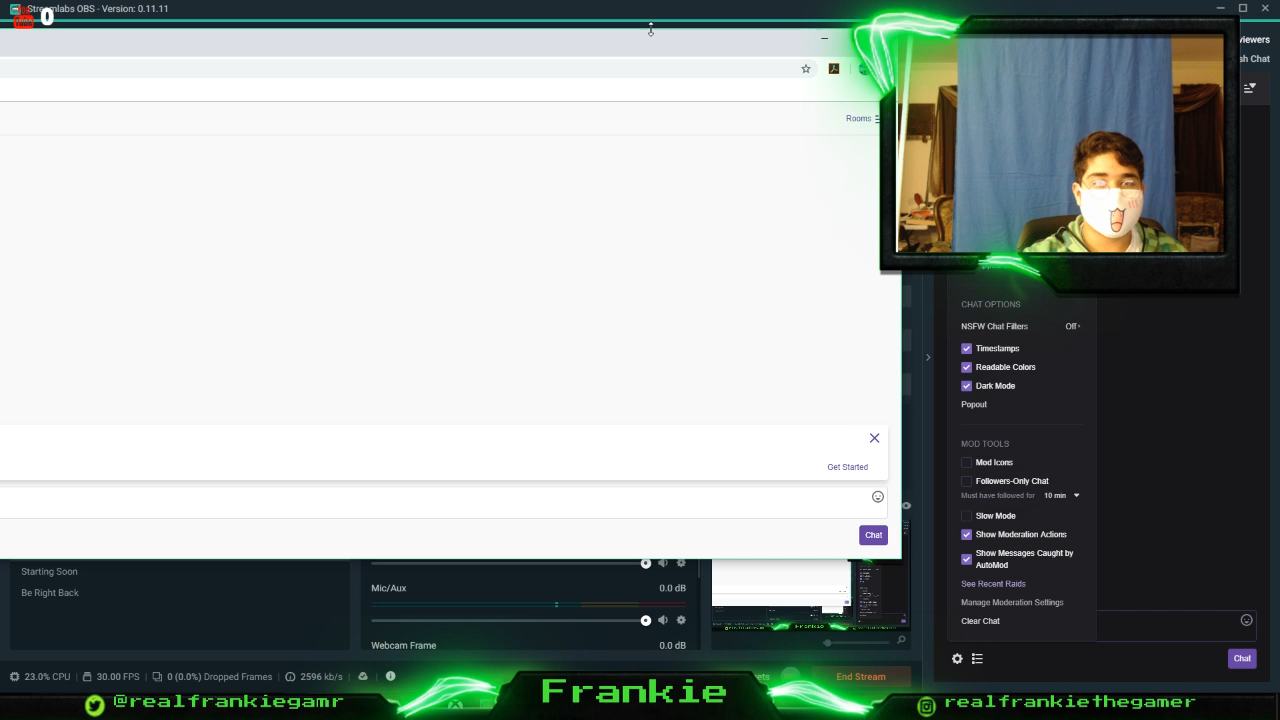 Streamlabs OBS - Version: 0.11.11
0
viewers
sh Chat
Rooms
CHAT OPTIONS
NSFW Chat Filters Off
Timestamps
Readable Colors
Dark Mode
Popout
MOD TOOLS
Mod Icons
Followers-Only Chat
Must have followed for 10 min
Slow Mode
Show Moderation Actions
Show Messages Caught by
AutoMod
See Recent Raids
Manage Moderation Settings
Clear Chat
Chat
Get Started
Chat
Starting Soon
Be Right Back
Mic/Aux 0.0 dB
Webcam Frame 0.0 dB
23.0% CPU 30.00 FPS 0 (0.0%) Dropped Frames 2596 kb/s
End Stream
@realfrankiegamr
Frankie
realfrankiethegamer